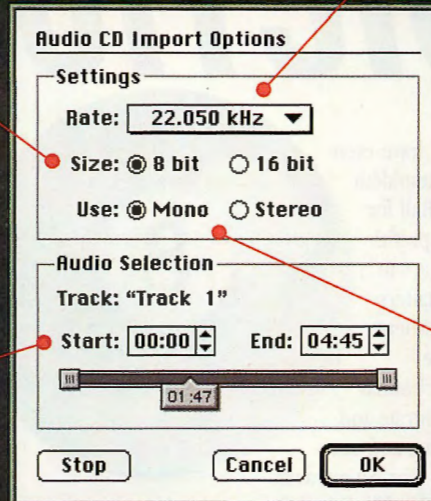 Audio CD Import Options
Settings
Rate: 22.050 kHz
Size: 8 bit 16 bit
Use: Mono Stereo
Audio Selection
Track: "Track 1"
Start: 00:00 End: 04:45
01:47
Stop Cancel OK